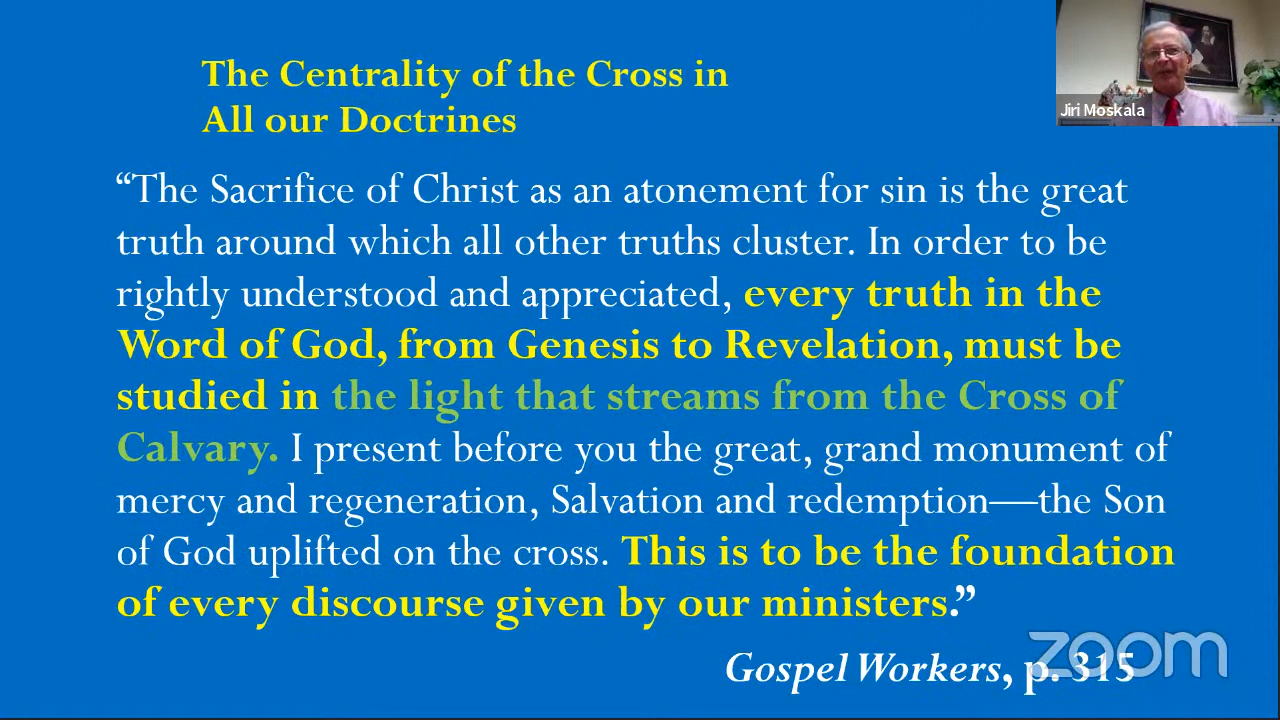 The Centrality of the Cross in
All our Doctrines
Jiri Moskala
“The Sacrifice of Christ as an atonement for sin is the great
truth around which all other truths cluster. In order to be
rightly understood and appreciated, every truth in the
Word of God, from Genesis to Revelation, must be
studied in the light that streams from the Cross of
Calvary. I present before you the great, grand monument of
mercy and regeneration, Salvation and redemption—the Son
of God uplifted on the cross. This is to be the foundation
of every discourse given by our ministers.”
Gospel Workers, p. 315
zoom